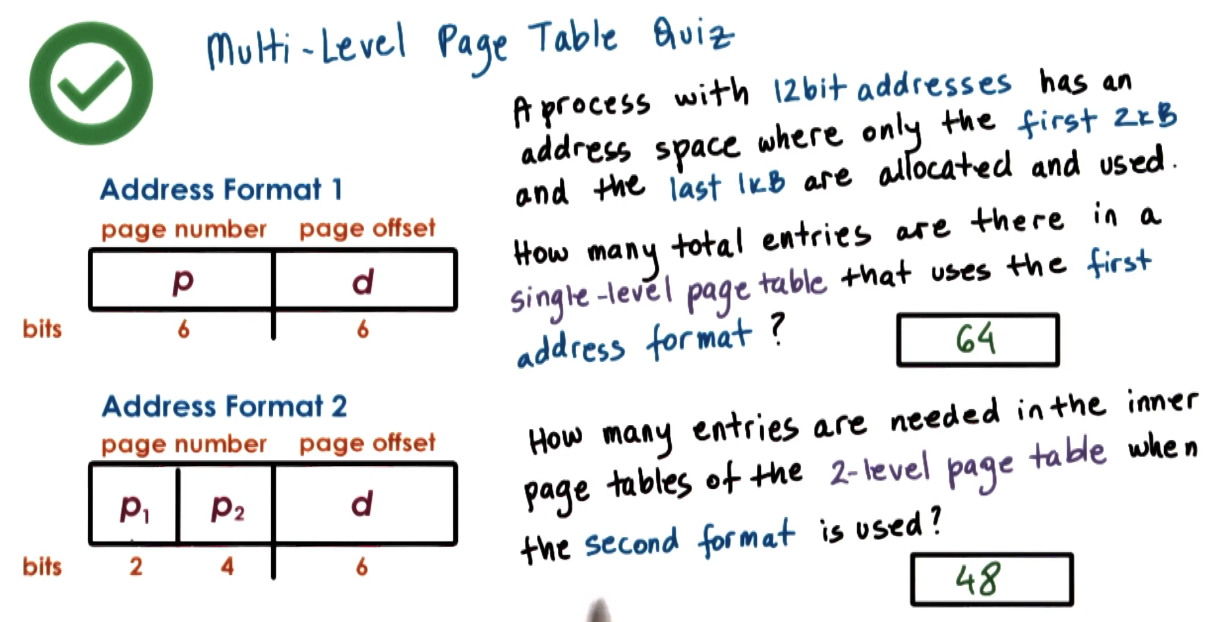 Multi-Level Page Table Quiz
A process with 12bit addresses has an
address space where only the first 2kB
and the last 1kB are allocated and used.
How many total entries are there in a
single-level page table that uses the first
address format?
64
How many entries are needed in the inner
page tables of the 2-level page table when
the second format is used?
48
Address Format 1
page number page offset
p d
bits 6 6
Address Format 2
page number page offset
p1 p2 d
bits 2 4 6